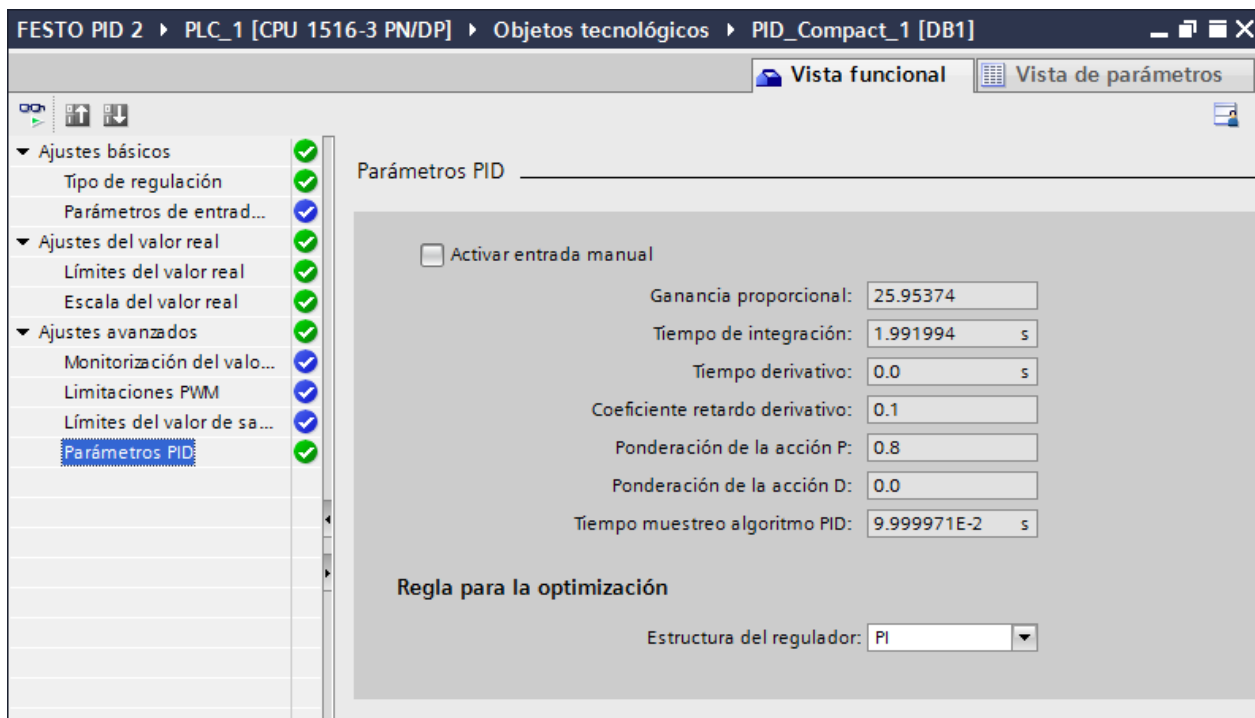 FESTO PID 2 ▸ PLC_1 [CPU 1516-3 PN/DP] ▸ Objetos tecnológicos ▸ PID_Compact_1 [DB1]
Vista funcional
Vista de parámetros
Ajustes básicos
Tipo de regulación
Parámetros de entrad...
Ajustes del valor real
Límites del valor real
Escala del valor real
Ajustes avanzados
Monitorización del valo...
Limitaciones PWM
Límites del valor de sa...
Parámetros PID
Parámetros PID
Activar entrada manual
Ganancia proporcional: 25.95374
Tiempo de integración: 1.991994 s
Tiempo derivativo: 0.0 s
Coeficiente retardo derivativo: 0.1
Ponderación de la acción P: 0.8
Ponderación de la acción D: 0.0
Tiempo muestreo algoritmo PID: 9.999971E-2 s
Regla para la optimización
Estructura del regulador: PI